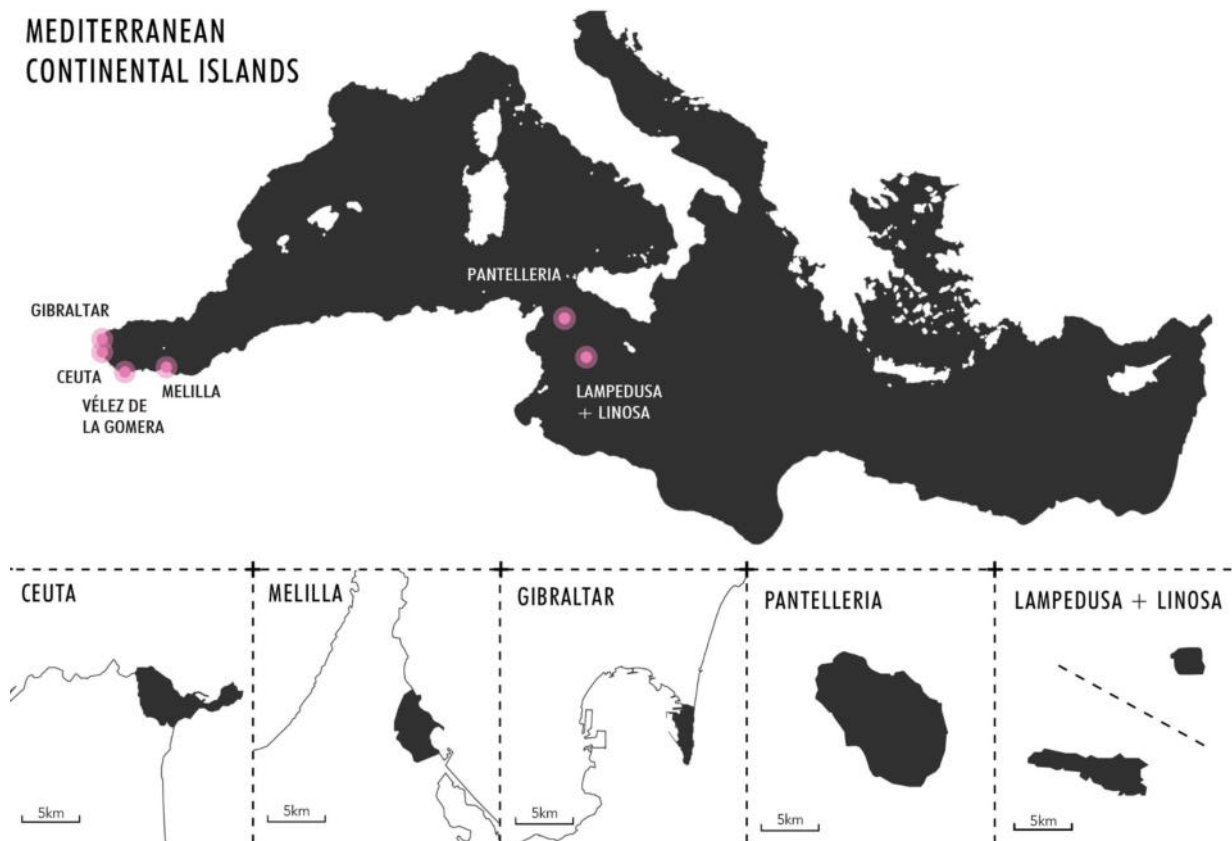 MEDITERRANEAN
CONTINENTAL ISLANDS
PANTELLERIA
GIBRALTAR
CEUTA
MELILLA
VÉLEZ DE
LA GOMERA
LAMPEDUSA
+ LINOSA
CEUTA
MELILLA
GIBRALTAR
PANTELLERIA
LAMPEDUSA + LINOSA
5km
5km
5km
5km
5km